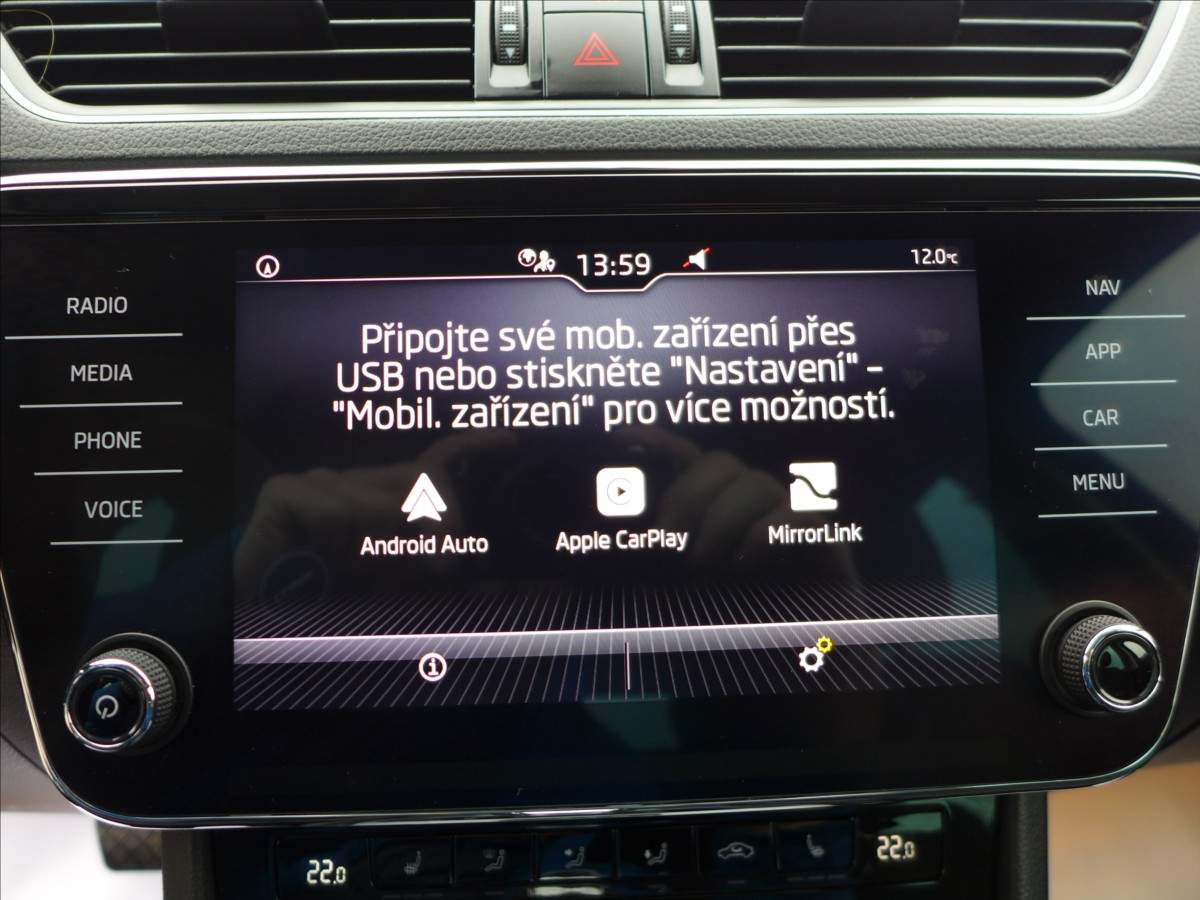 13:59
12.0°C
RADIO
MEDIA
PHONE
VOICE
Připojte své mob. zařízení přes
USB nebo stiskněte "Nastavení" –
"Mobil. zařízení" pro více možností.
Android Auto
Apple CarPlay
MirrorLink
NAV
APP
CAR
MENU
22.0
22.0